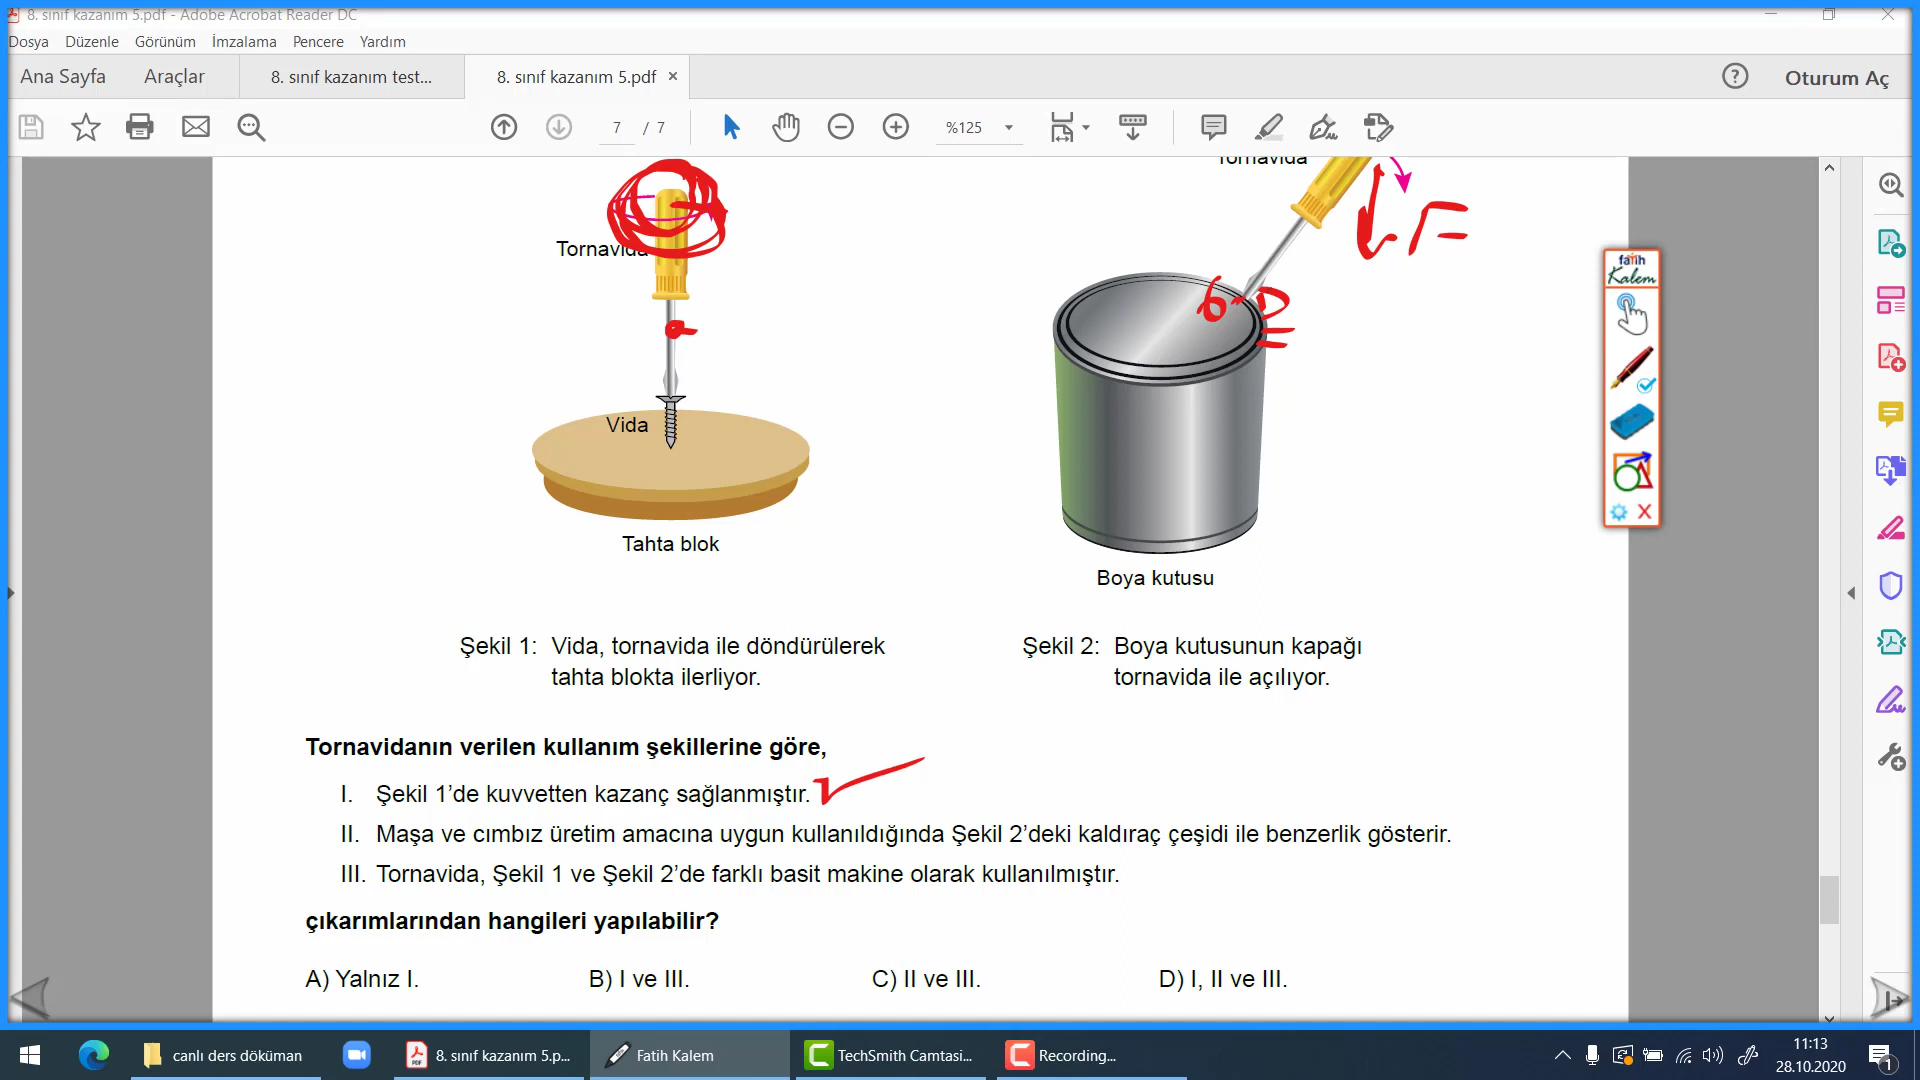 8. sınıf kazanım 5.pdf - Adobe Acrobat Reader DC
Dosya Düzenle Görünüm İmzalama Pencere Yardım
Ana Sayfa Araçlar 8. sınıf kazanım test... 8. sınıf kazanım 5.pdf × Oturum Aç
7 / 7 %125
Tornavida
F
Tornavida
6 D
Vida
Tahta blok
Boya kutusu
fatih
Kalem
Şekil 1: Vida, tornavida ile döndürülerek
tahta blokta ilerliyor.
Şekil 2: Boya kutusunun kapağı
tornavida ile açılıyor.
Tornavidanın verilen kullanım şekillerine göre,
I. Şekil 1’de kuvvetten kazanç sağlanmıştır.
II. Maşa ve cımbız üretim amacına uygun kullanıldığında Şekil 2’deki kaldıraç çeşidi ile benzerlik gösterir.
III. Tornavida, Şekil 1 ve Şekil 2’de farklı basit makine olarak kullanılmıştır.
çıkarımlarından hangileri yapılabilir?
A) Yalnız I. B) I ve III. C) II ve III. D) I, II ve III.
canlı ders döküman 8. sınıf kazanım 5.p... Fatih Kalem TechSmith Camtasi... Recording...
11:13
28.10.2020
1